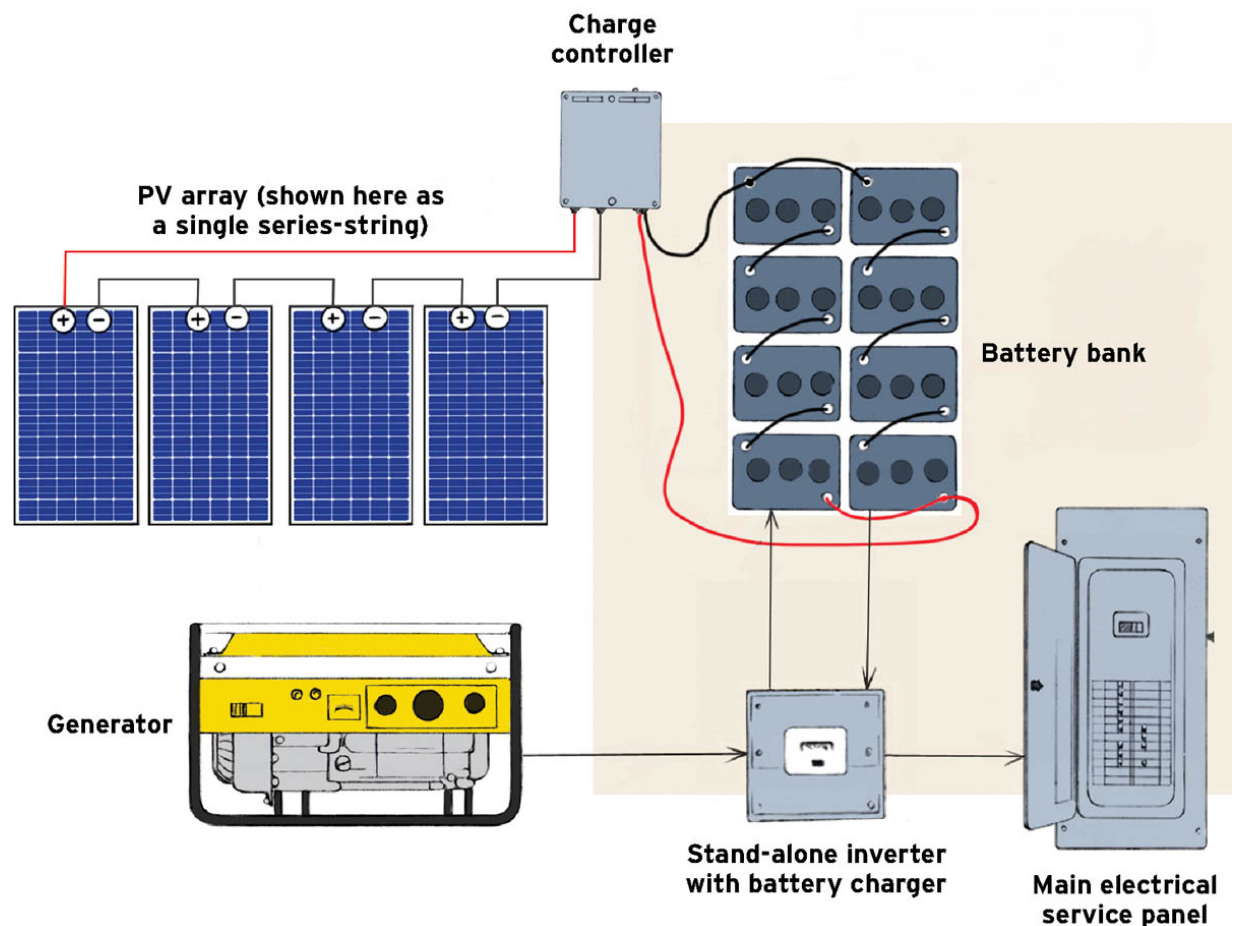 Charge
controller
PV array (shown here as
a single series-string)
+ − + − + − + −
Battery bank
Generator
Stand-alone inverter
with battery charger
Main electrical
service panel